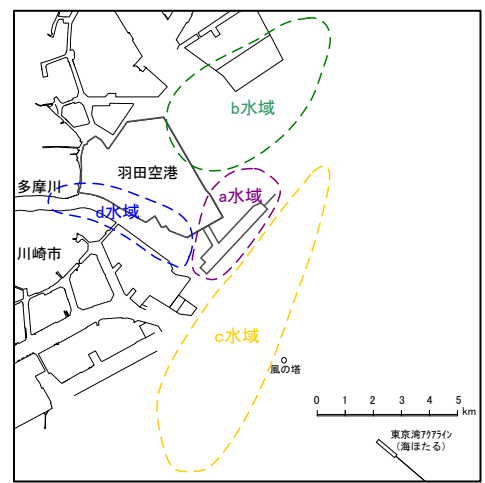 b水域
羽田空港
多摩川
a水域
d水域
川崎市
c水域
風の塔
0 1 2 3 4 5
km
東京湾ｱｸｱﾗｲﾝ
（海ほたる）